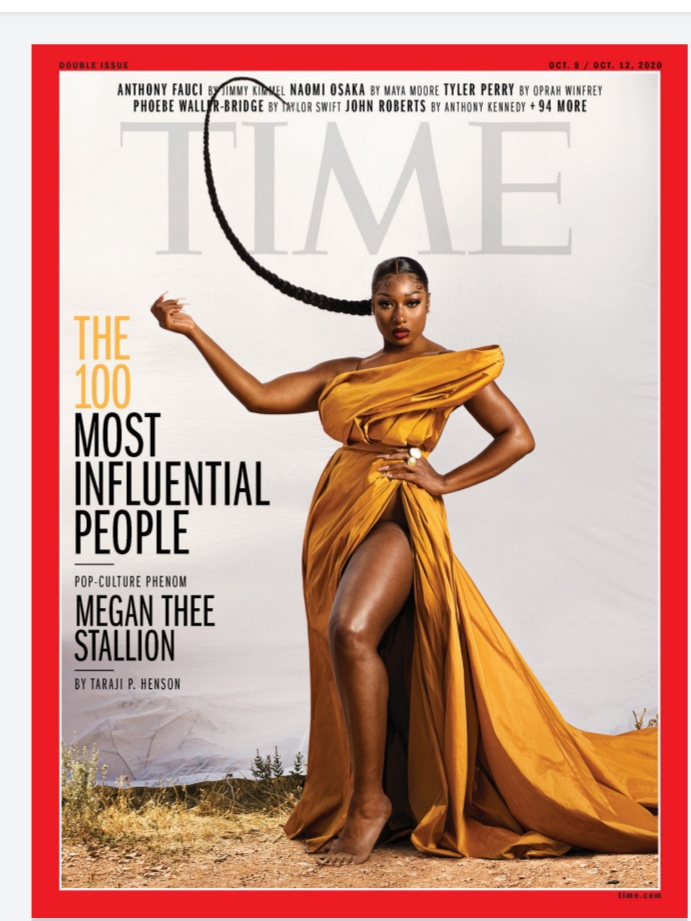 DOUBLE ISSUE
OCT. 5 / OCT. 12, 2020
ANTHONY FAUCI BY JIMMY KIMMEL NAOMI OSAKA BY MAYA MOORE TYLER PERRY BY OPRAH WINFREY
PHOEBE WALLER-BRIDGE BY TAYLOR SWIFT JOHN ROBERTS BY ANTHONY KENNEDY + 94 MORE
TIME
THE
100
MOST
INFLUENTIAL
PEOPLE
POP-CULTURE PHENOM
MEGAN THEE
STALLION
BY TARAJI P. HENSON
time.com